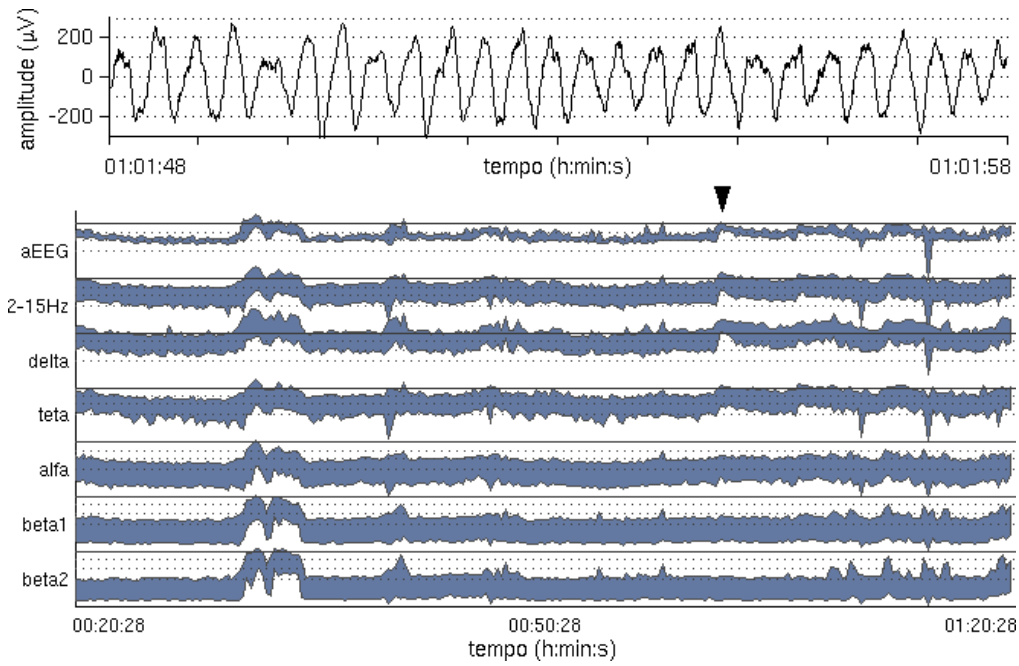 amplitude (µV)
200
0
-200
01:01:48 tempo (h:min:s) 01:01:58
aEEG
2-15Hz
delta
teta
alfa
beta1
beta2
00:20:28 00:50:28 01:20:28
tempo (h:min:s)